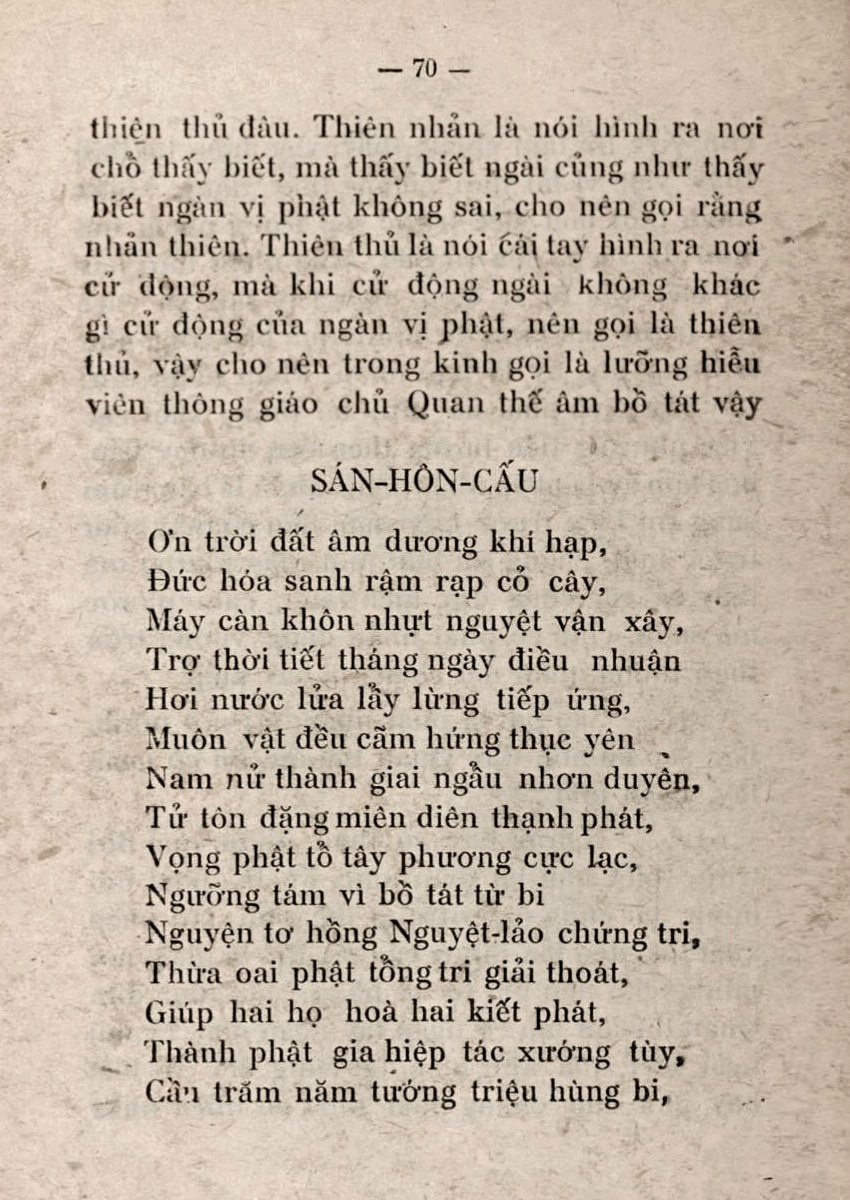 — 70 —
thiên thủ đâu. Thiên nhản là nói hình ra nơi
chỗ thấy biết, mà thấy biết ngài củng như thấy
biết ngàn vị phật không sai, cho nên gọi rằng
nhản thiên. Thiên thủ là nói cái tay hình ra nơi
cử động, mà khi cử động ngài không khác
gì cử động của ngàn vị phật, nên gọi là thiên
thủ, vậy cho nên trong kinh gọi là lưỡng hiễu
viên thông giáo chủ Quan thế âm bồ tát vậy
SÁN-HÔN-CẤU
Ơn trời đất âm dương khí hạp,
Đức hóa sanh rậm rạp cỏ cây,
Máy càn khôn nhựt nguyệt vận xây,
Trợ thời tiết tháng ngày điều nhuận
Hơi nước lửa lẫy lừng tiếp ứng,
Muôn vật đều cãm hứng thục yên
Nam nử thành giai ngẫu nhơn duyên,
Tử tôn đặng miên diên thạnh phát,
Vọng phật tổ tây phương cực lạc,
Ngưỡng tám vì bồ tát từ bi
Nguyện tơ hồng Nguyệt-lảo chứng tri,
Thừa oai phật tổng tri giải thoát,
Giúp hai họ hoà hai kiết phát,
Thành phật gia hiệp tác xướng tùy,
Cầu trăm năm tướng triệu hùng bi,